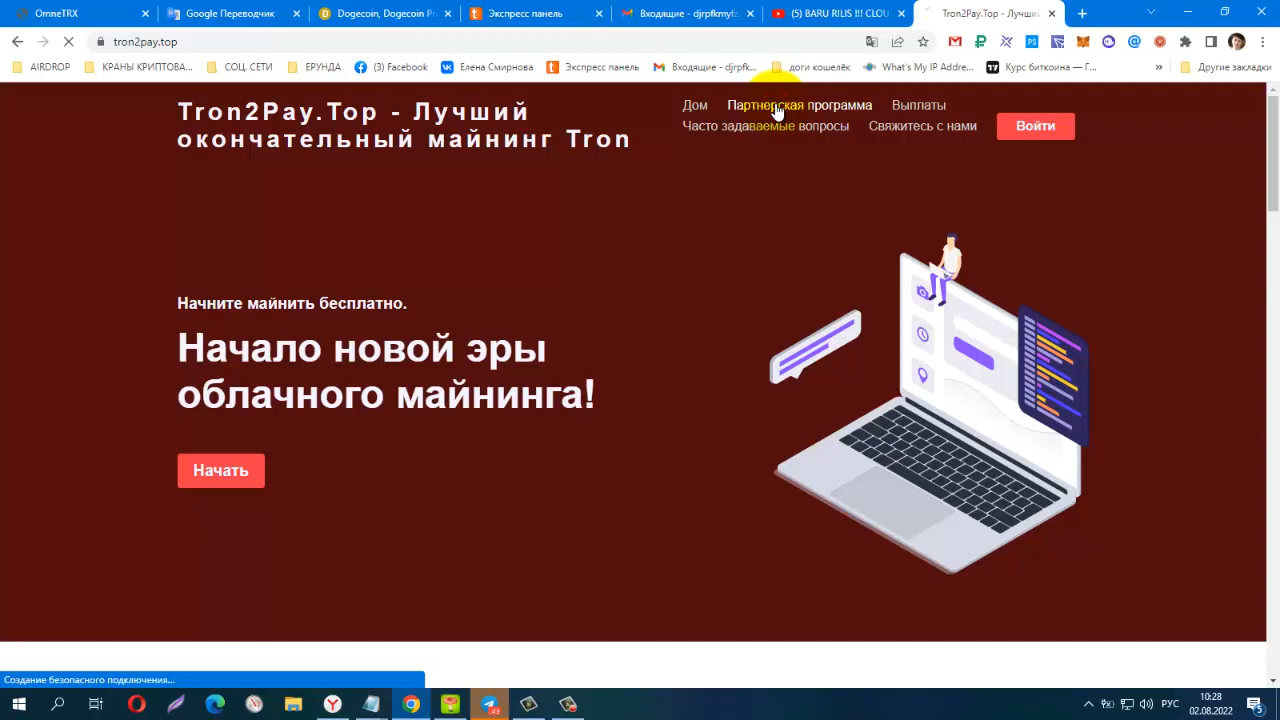 OmneTRX
Google Переводчик
Dogecoin, Dogecoin Pr
Экспресс панель
Входящие - djrpfkmyfz
(5) BARU RILIS !!! CLOU
Tron2Pay.Top - Лучший
tron2pay.top
AIRDROP
КРАНЫ КРИПТОВА...
СОЦ. СЕТИ
ЕРУНДА
(3) Facebook
Елена Смирнова
Экспресс панель
Входящие - djrpfk...
доги кошелёк
What's My IP Addre...
Курс биткоина — Г...
»
Другие закладки
Tron2Pay.Top - Лучший
окончательный майнинг Tron
Дом
Партнерская программа
Выплаты
Часто задаваемые вопросы
Свяжитесь с нами
Войти
Начните майнить бесплатно.
Начало новой эры
облачного майнинга!
Начать
Создание безопасного подключения...
РУС
10:28
02.08.2022